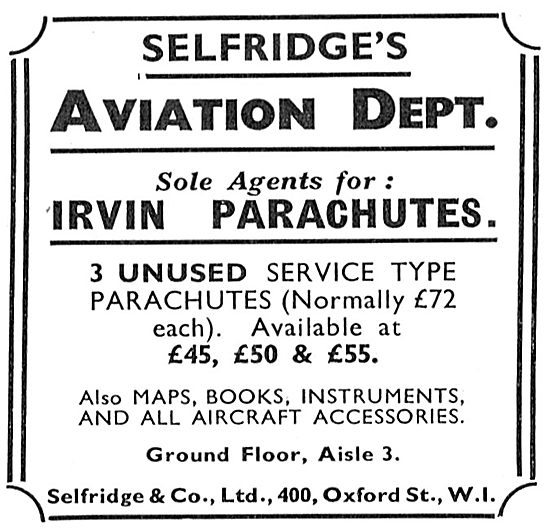 SELFRIDGE'S
AVIATION DEPT.
Sole Agents for :
IRVIN PARACHUTES.
3 UNUSED SERVICE TYPE
PARACHUTES (Normally £72
each). Available at
£45, £50 & £55.
Also MAPS, BOOKS, INSTRUMENTS,
AND ALL AIRCRAFT ACCESSORIES.
Ground Floor, Aisle 3.
Selfridge & Co., Ltd., 400, Oxford St., W.I.